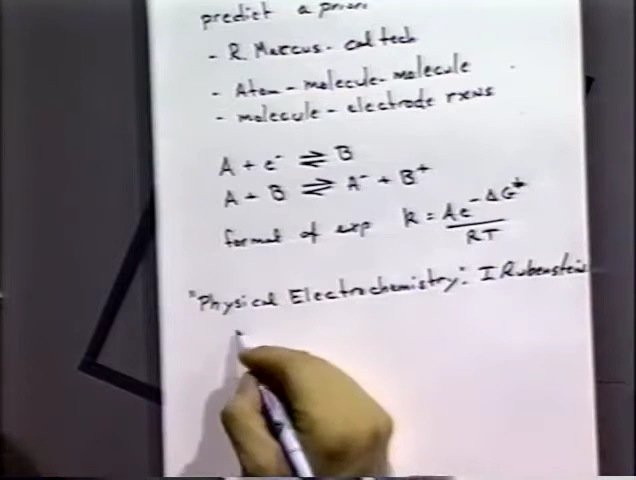 predict a priori
- R. Marcus - cal tech
- Atom - molecule - molecule
- molecule - electrode rxns
A + e⁻ ⇌ B
A + B ⇌ A⁻ + B⁺
format of exp k = Ae^-ΔG‡ / RT
"Physical Electrochemistry": I Rubenstein